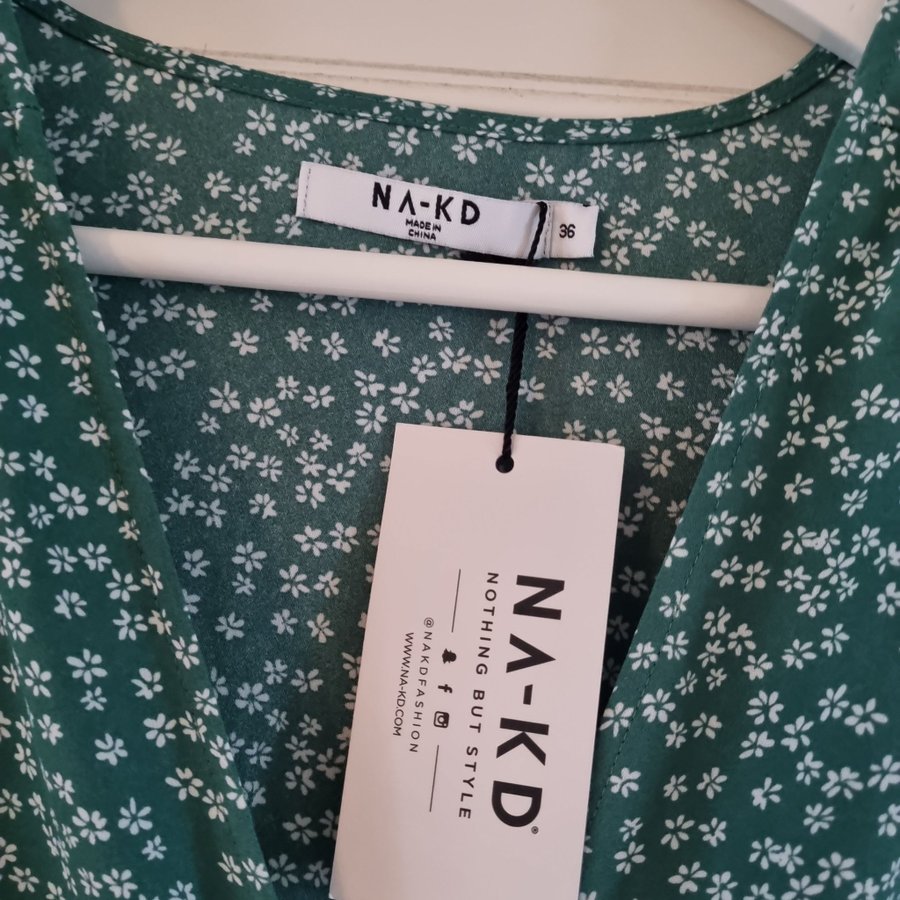 NA-KD
MADE IN
CHINA
36
NA-KD®
NOTHING BUT STYLE
@NAKDFASHION
WWW.NA-KD.COM